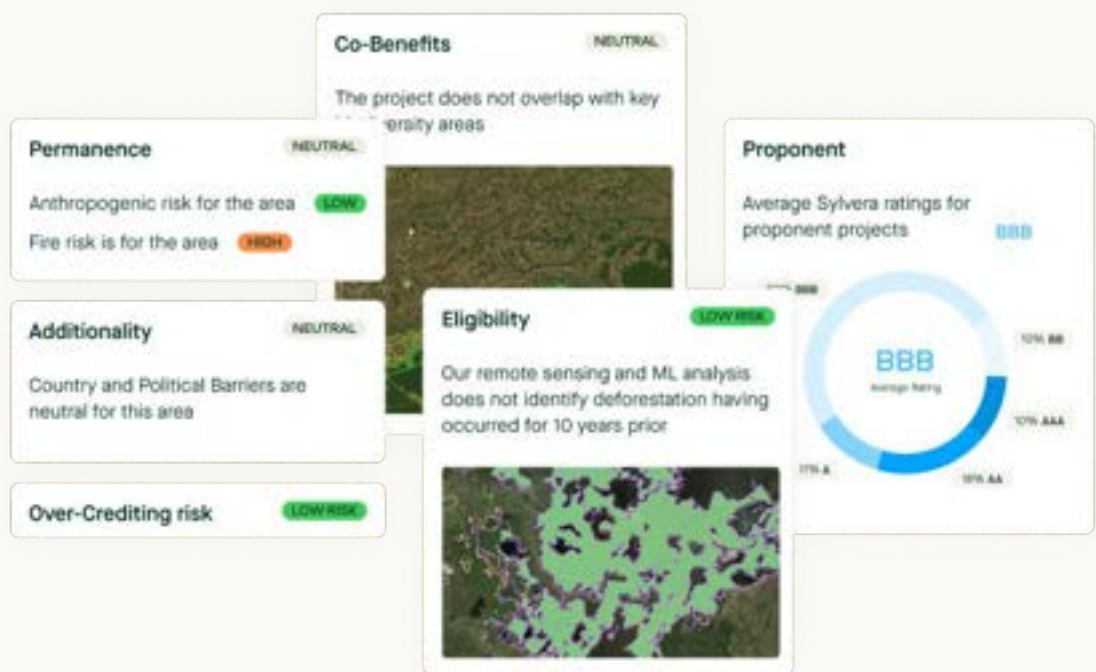 Co-Benefits
NEUTRAL
The project does not overlap with key
areas
Permanence
NEUTRAL
Anthropogenic risk for the area
LOW
Fire risk is for the area
HIGH
Additionality
NEUTRAL
Country and Political Barriers are
neutral for this area
Over-Crediting risk
LOW RISK
Eligibility
LOW RISK
Our remote sensing and ML analysis
does not identify deforestation having
occurred for 10 years prior
Proponent
Average Sylvera ratings for
proponent projects
BBB
BBB
BBB
Average Rating
10% BB
10% AAA
AA
11% A